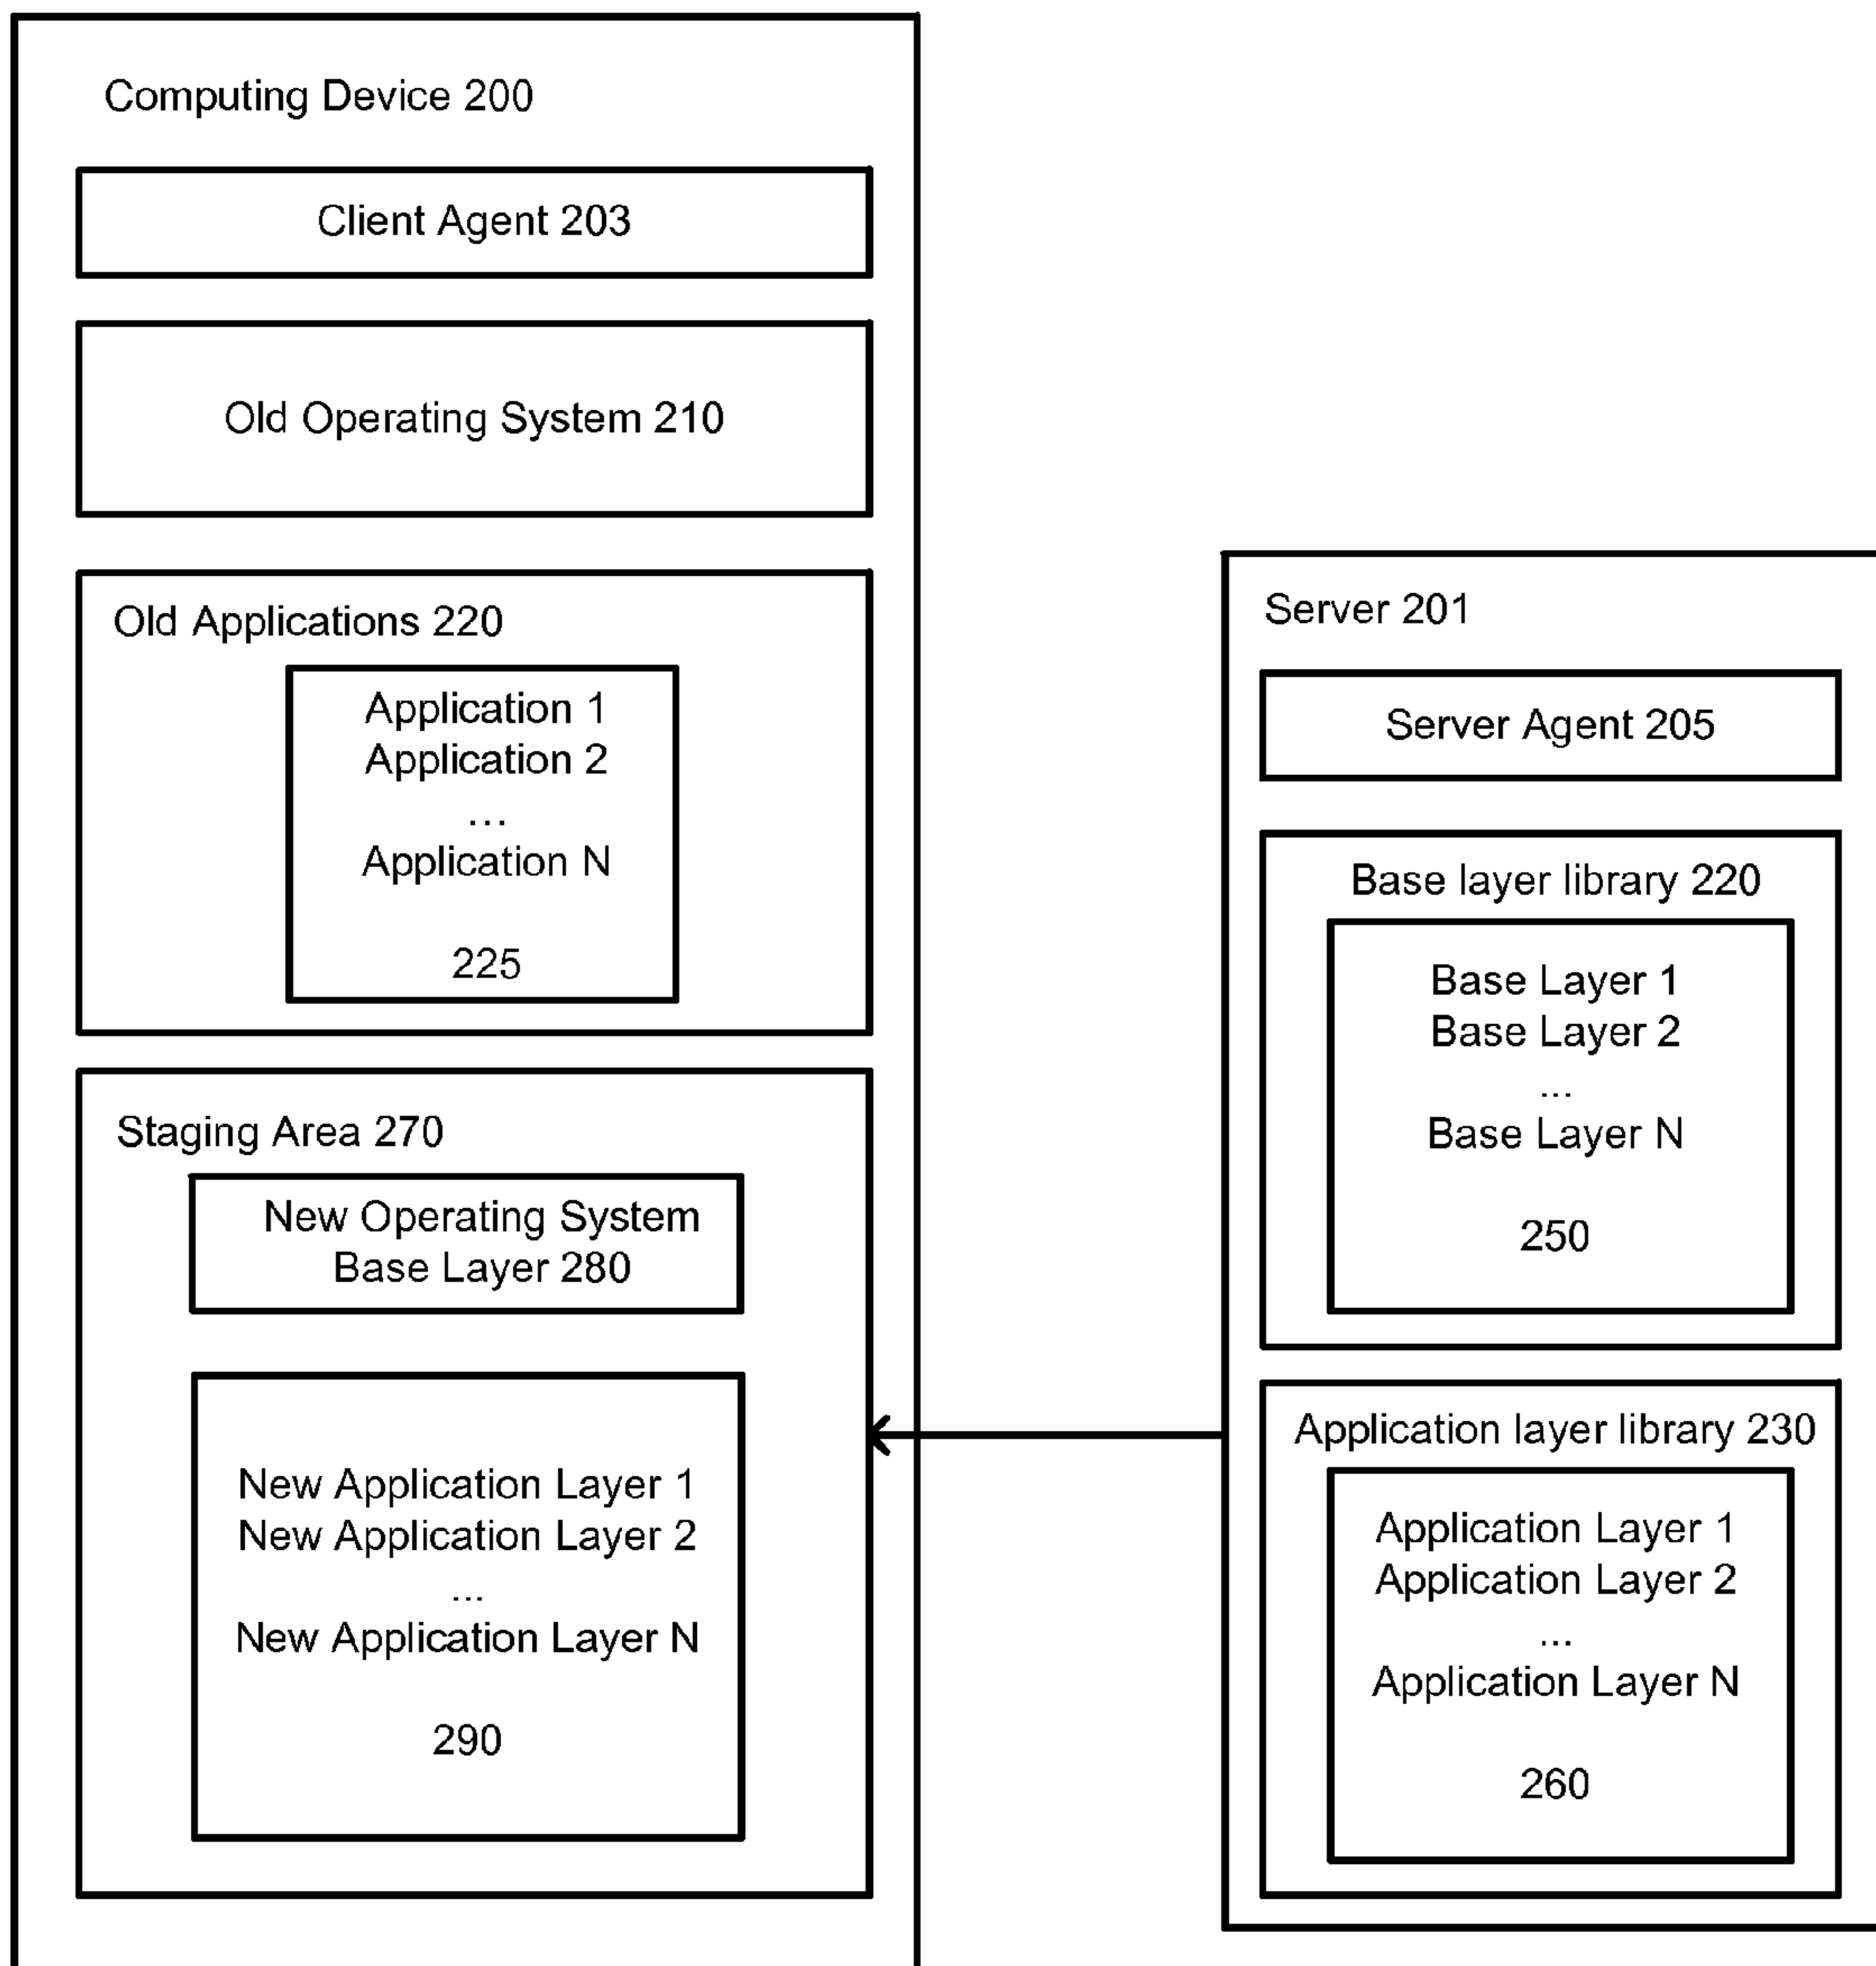 Computing Device 200
Client Agent 203
Old Operating System 210
Old Applications 220
Application 1
Application 2
...
Application N
225
Staging Area 270
New Operating System
Base Layer 280
New Application Layer 1
New Application Layer 2
...
New Application Layer N
290
Server 201
Server Agent 205
Base layer library 220
Base Layer 1
Base Layer 2
...
Base Layer N
250
Application layer library 230
Application Layer 1
Application Layer 2
...
Application Layer N
260